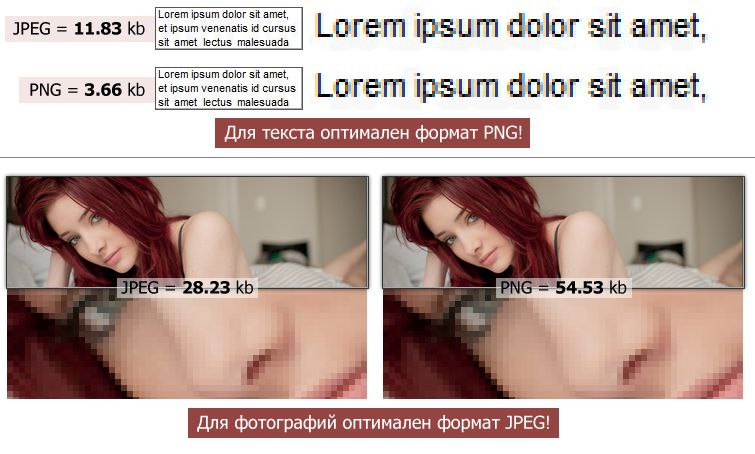 JPEG = 11.83 kb
Lorem ipsum dolor sit amet,
et ipsum venenatis id cursus
sit amet lectus malesuada
Lorem ipsum dolor sit amet,
PNG = 3.66 kb
Lorem ipsum dolor sit amet,
et ipsum venenatis id cursus
sit amet lectus malesuada
Lorem ipsum dolor sit amet,
Для текста оптимален формат PNG!
JPEG = 28.23 kb
PNG = 54.53 kb
Для фотографий оптимален формат JPEG!